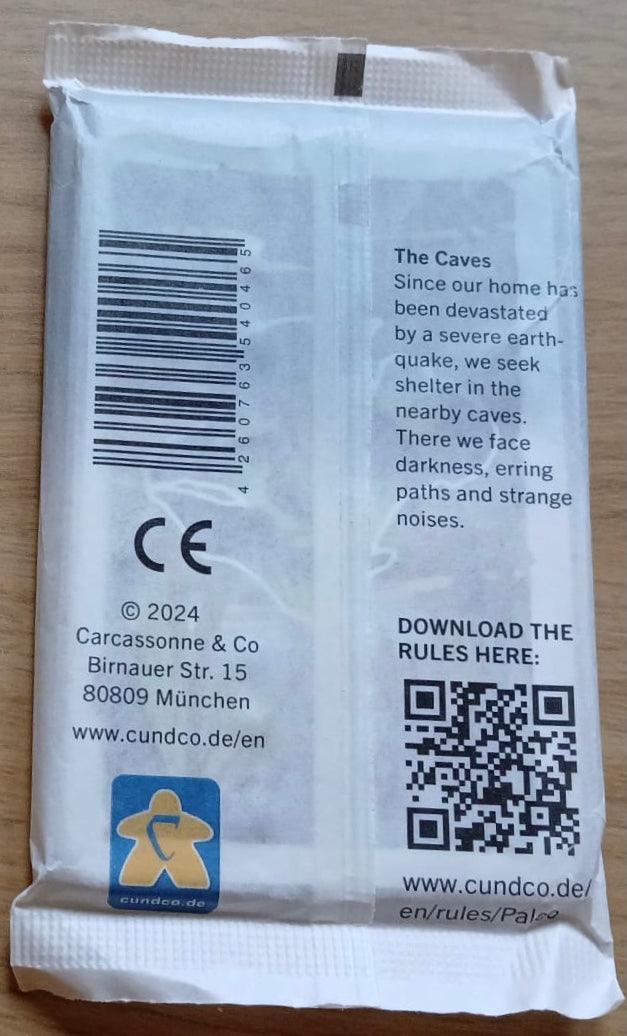 4260763540465
CE
© 2024
Carcassonne & Co
Birnauer Str. 15
80809 München
www.cundco.de/en
C
cundco.de
The Caves
Since our home has
been devastated
by a severe earth-
quake, we seek
shelter in the
nearby caves.
There we face
darkness, erring
paths and strange
noises.
DOWNLOAD THE
RULES HERE:
www.cundco.de/
en/rules/Paleo